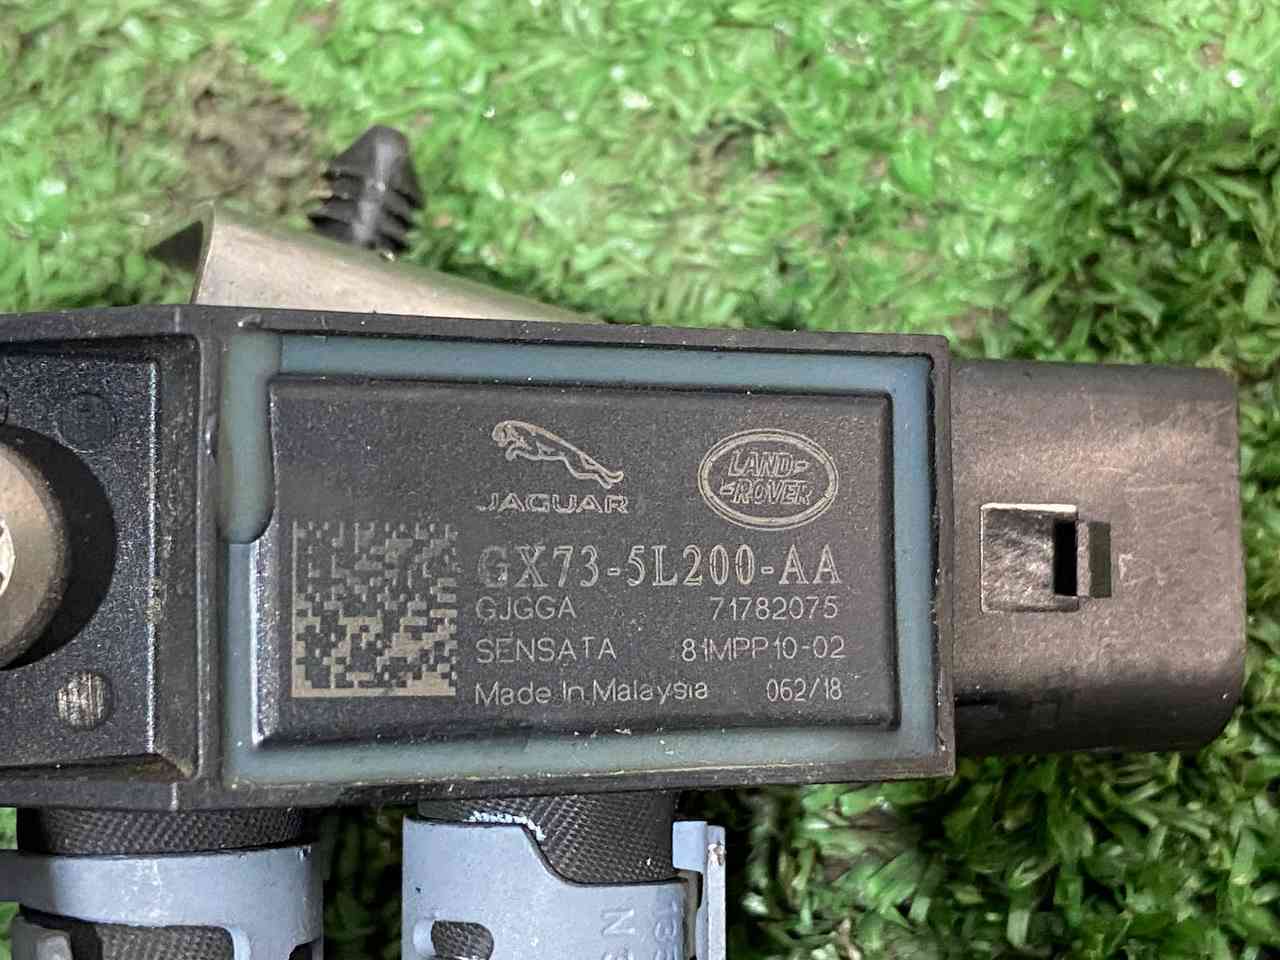 JAGUAR
LAND-
-ROVER
GX73-5L200-AA
GJGGA 71782075
SENSATA 81MPP10-02
Made In Malaysia 062/18